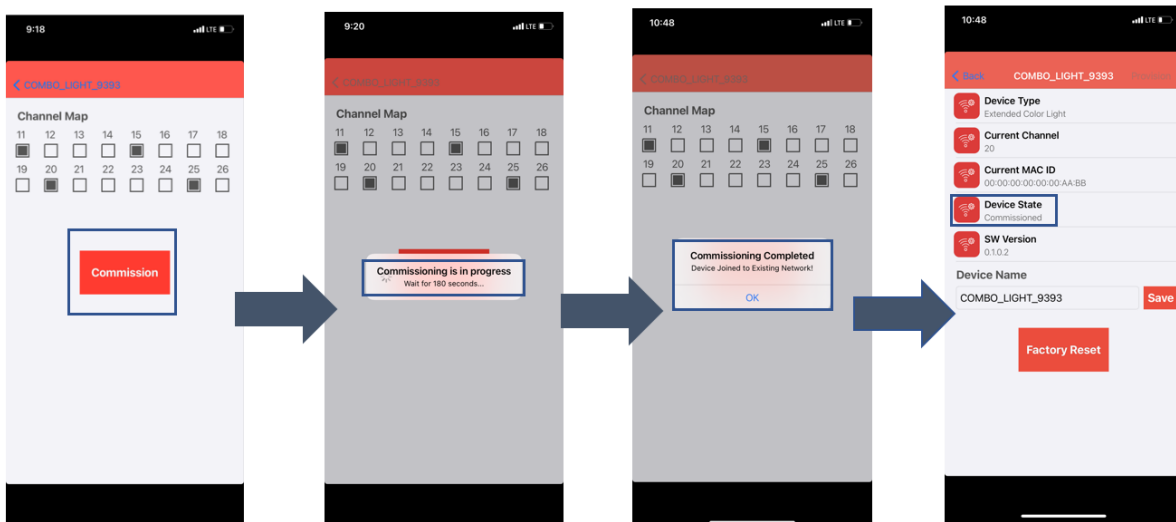 9:18
LTE
COMBO_LIGHT_9393
Channel Map
11 12 13 14 15 16 17 18
19 20 21 22 23 24 25 26
Commission
9:20
LTE
COMBO_LIGHT_9393
Channel Map
11 12 13 14 15 16 17 18
19 20 21 22 23 24 25 26
Commissioning is in progress
Wait for 180 seconds...
10:48
LTE
COMBO_LIGHT_9393
Channel Map
11 12 13 14 15 16 17 18
19 20 21 22 23 24 25 26
Commissioning Completed
Device Joined to Existing Network!
OK
10:48
LTE
Back COMBO_LIGHT_9393
Device Type
Extended Color Light
Current Channel
20
Current MAC ID
00:00:00:00:00:00:AA:BB
Device State
Commissioned
SW Version
0.1.0.2
Device Name
COMBO_LIGHT_9393 Save
Factory Reset